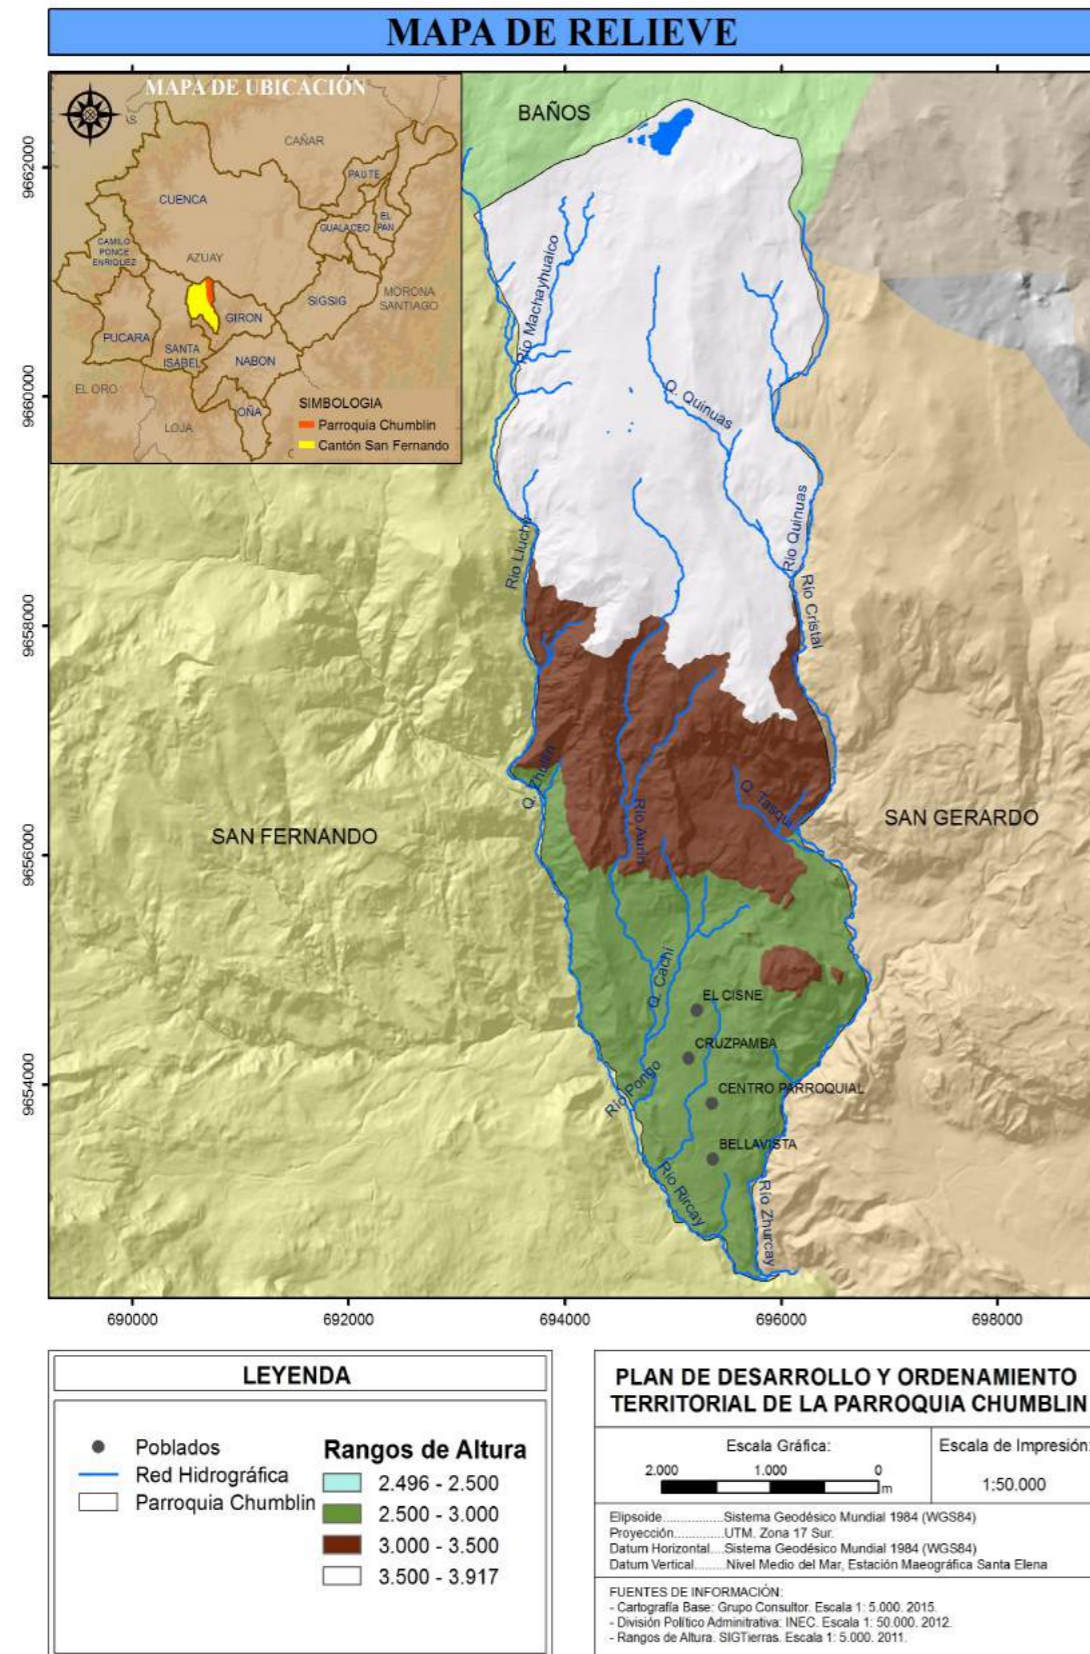 MAPA DE RELIEVE
MAPA DE UBICACIÓN
AS
CAÑAR
CUENCA
PAUTE
GUALACEO
EL
PAN
CAMILO
PONCE
ENRIQUEZ
AZUAY
MORONA
SANTIAGO
SIGSIG
GIRON
PUCARA
SANTA
ISABEL
NABON
EL ORO
OÑA
LOJA
SIMBOLOGIA
Parroquia Chumblin
Cantón San Fernando
BAÑOS
Río Machayhuaico
Q. Quinuas
Río Quinuas
Río Cristal
Q. Zhulin
Río Aurin
Q. Tasqui
SAN FERNANDO
SAN GERARDO
Q. Cachi
EL CISNE
CRUZPAMBA
Río Pongo
CENTRO PARROQUIAL
BELLAVISTA
Río Rircay
Río Zhurcay
9662000
9660000
9658000
9656000
9654000
690000
692000
694000
696000
698000
LEYENDA
Poblados
Red Hidrográfica
Parroquia Chumblin
Rangos de Altura
2.496 - 2.500
2.500 - 3.000
3.000 - 3.500
3.500 - 3.917
PLAN DE DESARROLLO Y ORDENAMIENTO
TERRITORIAL DE LA PARROQUIA CHUMBLIN
Escala Gráfica:
2.000 1.000 0
m
Escala de Impresión:
1:50.000
Elipsoide...............Sistema Geodésico Mundial 1984 (WGS84)
Proyección.............UTM. Zona 17 Sur.
Datum Horizontal....Sistema Geodésico Mundial 1984 (WGS84)
Datum Vertical.........Nivel Medio del Mar, Estación Maeográfica Santa Elena
FUENTES DE INFORMACIÓN:
- Cartografía Base: Grupo Consultor. Escala 1: 5.000. 2015.
- División Político Adminitrativa: INEC. Escala 1: 50.000. 2012.
- Rangos de Altura. SIGTierras. Escala 1: 5.000. 2011.